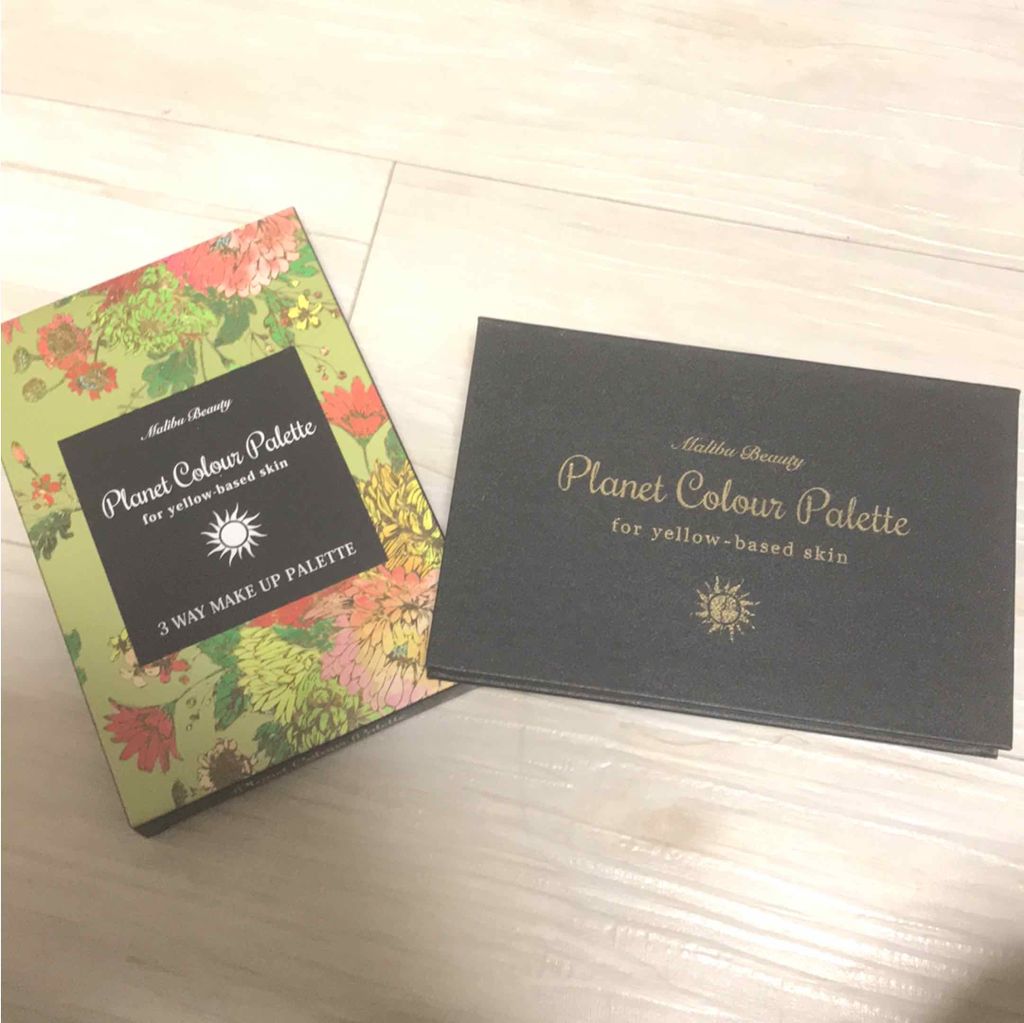 Malibu Beauty
Planet Colour Palette
for yellow-based skin
3 WAY MAKE UP PALETTE
Malibu Beauty
Planet Colour Palette
for yellow-based skin